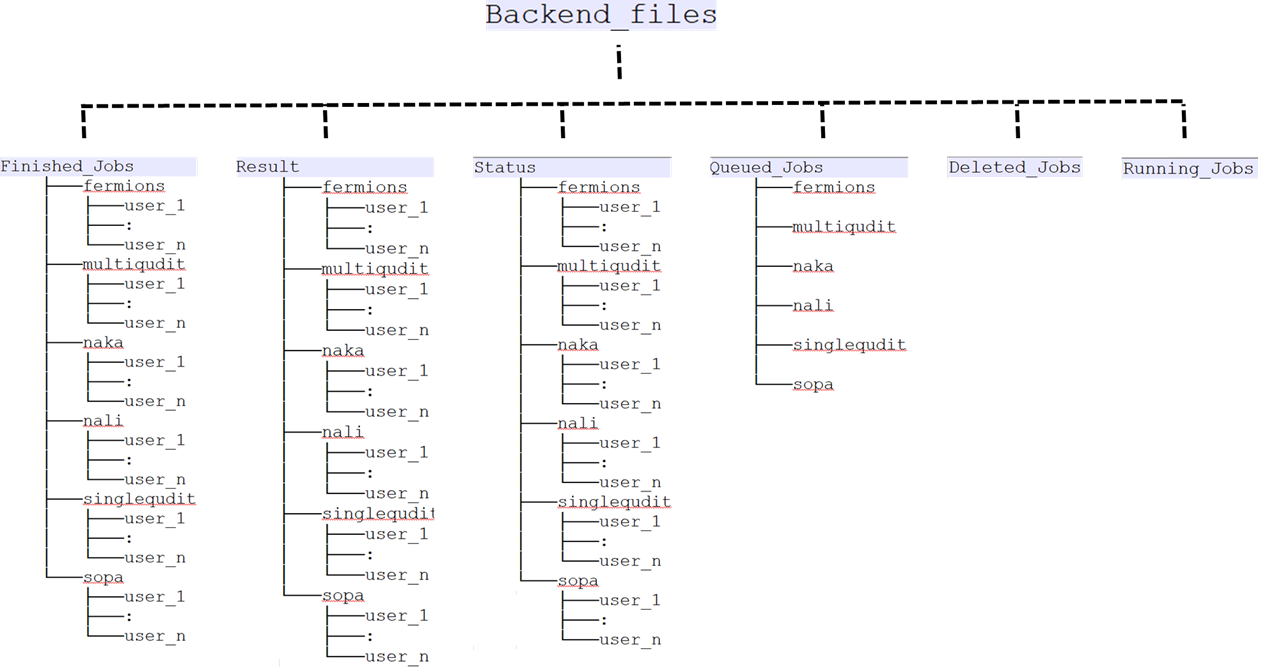 Backend_files
Finished_Jobs
fermions
user_1
:
user_n
multiqudit
user_1
:
user_n
naka
user_1
:
user_n
nali
user_1
:
user_n
singlequdit
user_1
:
user_n
sopa
user_1
:
user_n
Result
fermions
user_1
:
user_n
multiqudit
user_1
:
user_n
naka
user_1
:
user_n
nali
user_1
:
user_n
singlequdit
user_1
:
user_n
sopa
user_1
:
user_n
Status
fermions
user_1
:
user_n
multiqudit
user_1
:
user_n
naka
user_1
:
user_n
nali
user_1
:
user_n
singlequdit
user_1
:
user_n
sopa
user_1
:
user_n
Queued_Jobs
fermions
multiqudit
naka
nali
singlequdit
sopa
Deleted_Jobs
Running_Jobs